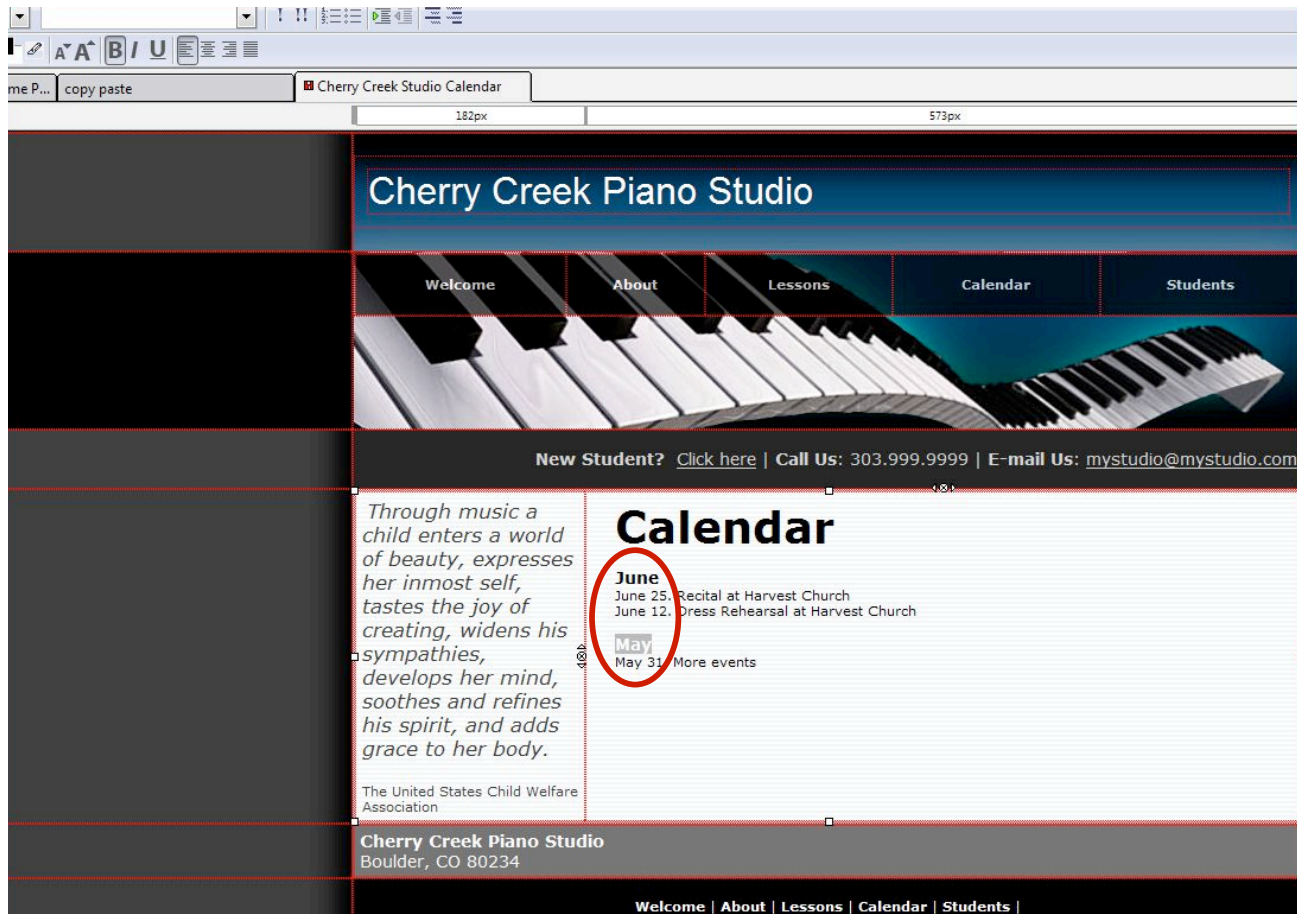 ! !!
A A B I U
me P... copy paste Cherry Creek Studio Calendar
182px 573px
Cherry Creek Piano Studio
Welcome About Lessons Calendar Students
New Student? Click here | Call Us: 303.999.9999 | E-mail Us: mystudio@mystudio.com
Through music a
child enters a world
of beauty, expresses
her inmost self,
tastes the joy of
creating, widens his
sympathies,
develops her mind,
soothes and refines
his spirit, and adds
grace to her body.
The United States Child Welfare
Association
Calendar
June
June 25. Recital at Harvest Church
June 12. Dress Rehearsal at Harvest Church
May
May 31. More events
Cherry Creek Piano Studio
Boulder, CO 80234
Welcome | About | Lessons | Calendar | Students |